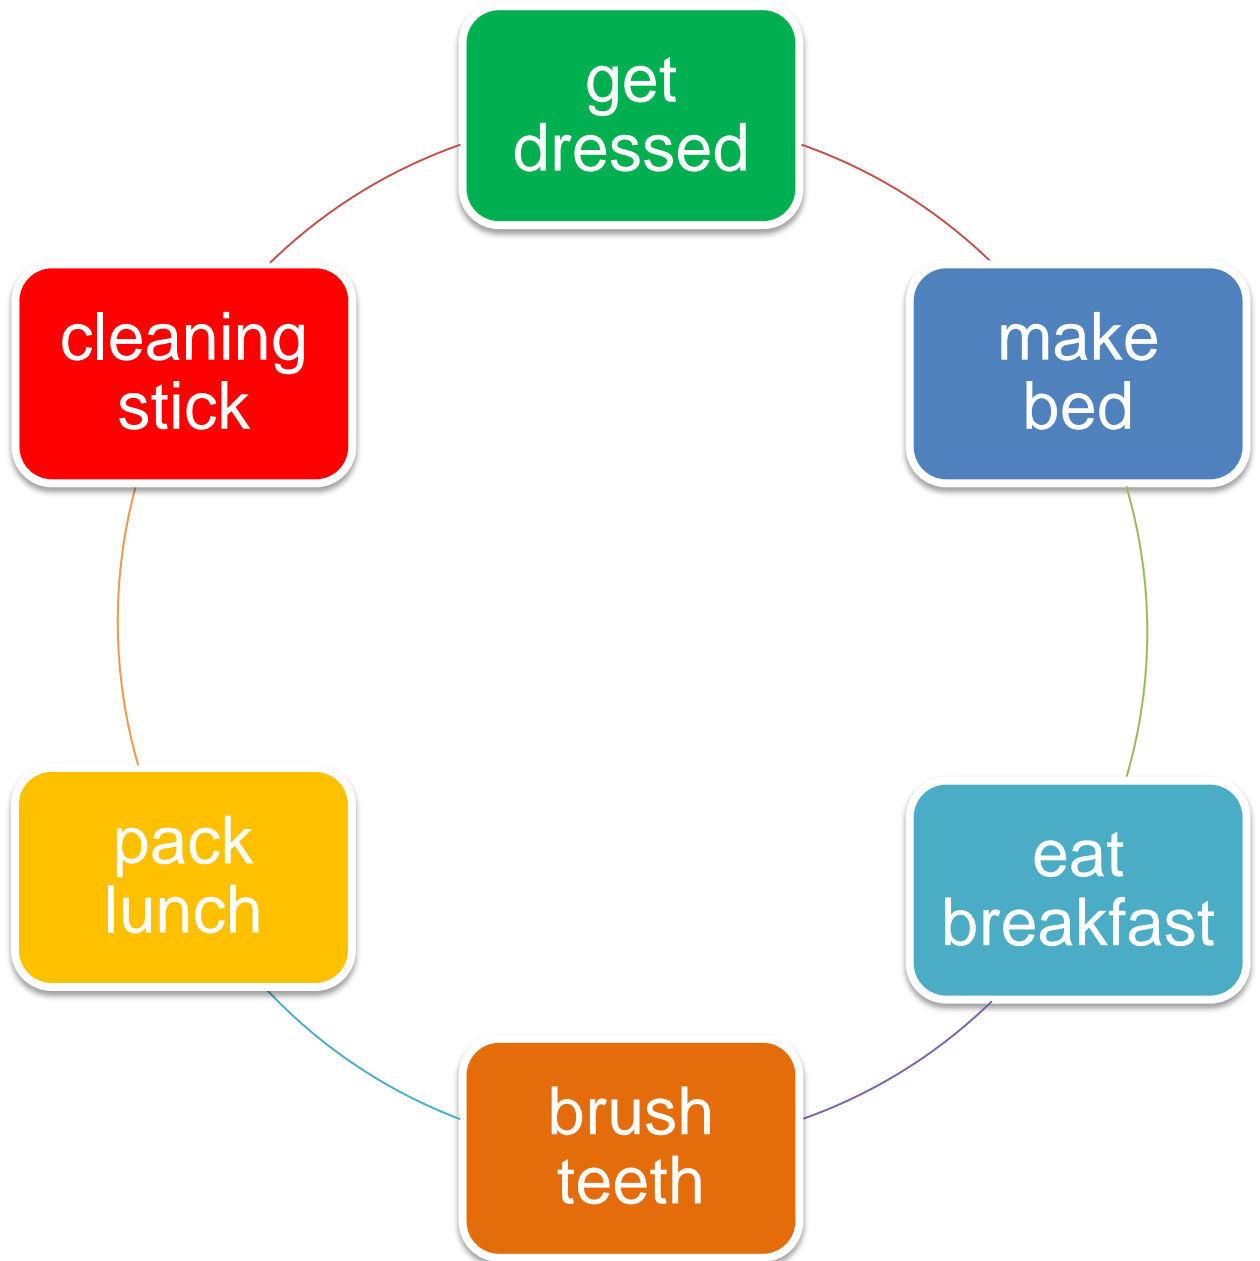 get
dressed
make
bed
eat
breakfast
brush
teeth
pack
lunch
cleaning
stick